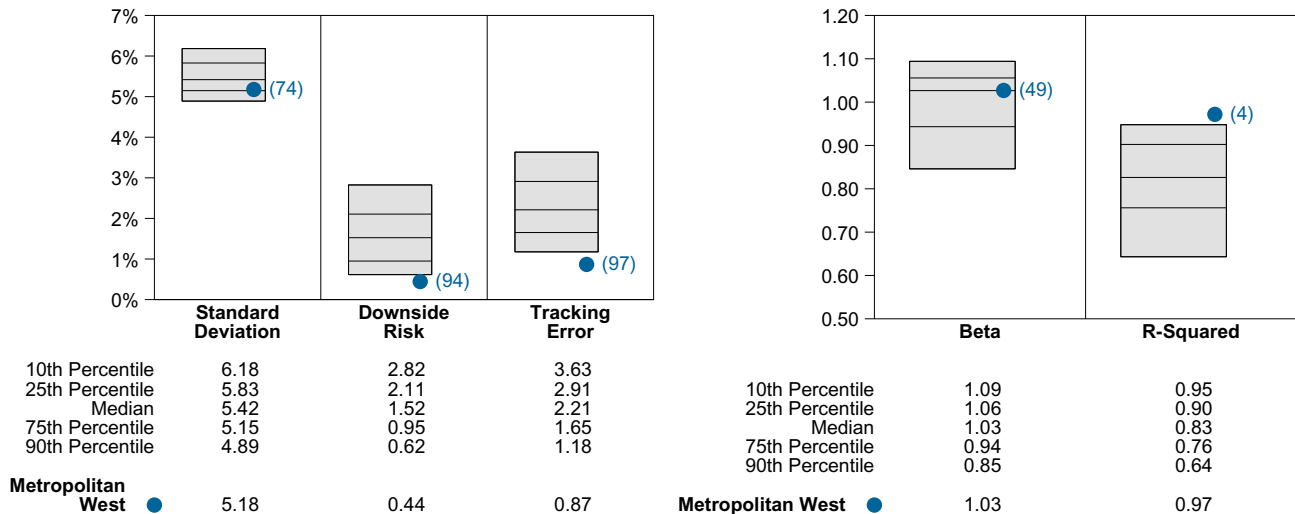 7%
6%
5%
4%
3%
2%
1%
0%
(74)
(94)
(97)
Standard Deviation
Downside Risk
Tracking Error
10th Percentile 6.18 2.82 3.63
25th Percentile 5.83 2.11 2.91
Median 5.42 1.52 2.21
75th Percentile 5.15 0.95 1.65
90th Percentile 4.89 0.62 1.18
Metropolitan
West 5.18 0.44 0.87
1.20
1.10
1.00
0.90
0.80
0.70
0.60
0.50
(49)
(4)
Beta R-Squared
10th Percentile 1.09 0.95
25th Percentile 1.06 0.90
Median 1.03 0.83
75th Percentile 0.94 0.76
90th Percentile 0.85 0.64
Metropolitan West 1.03 0.97